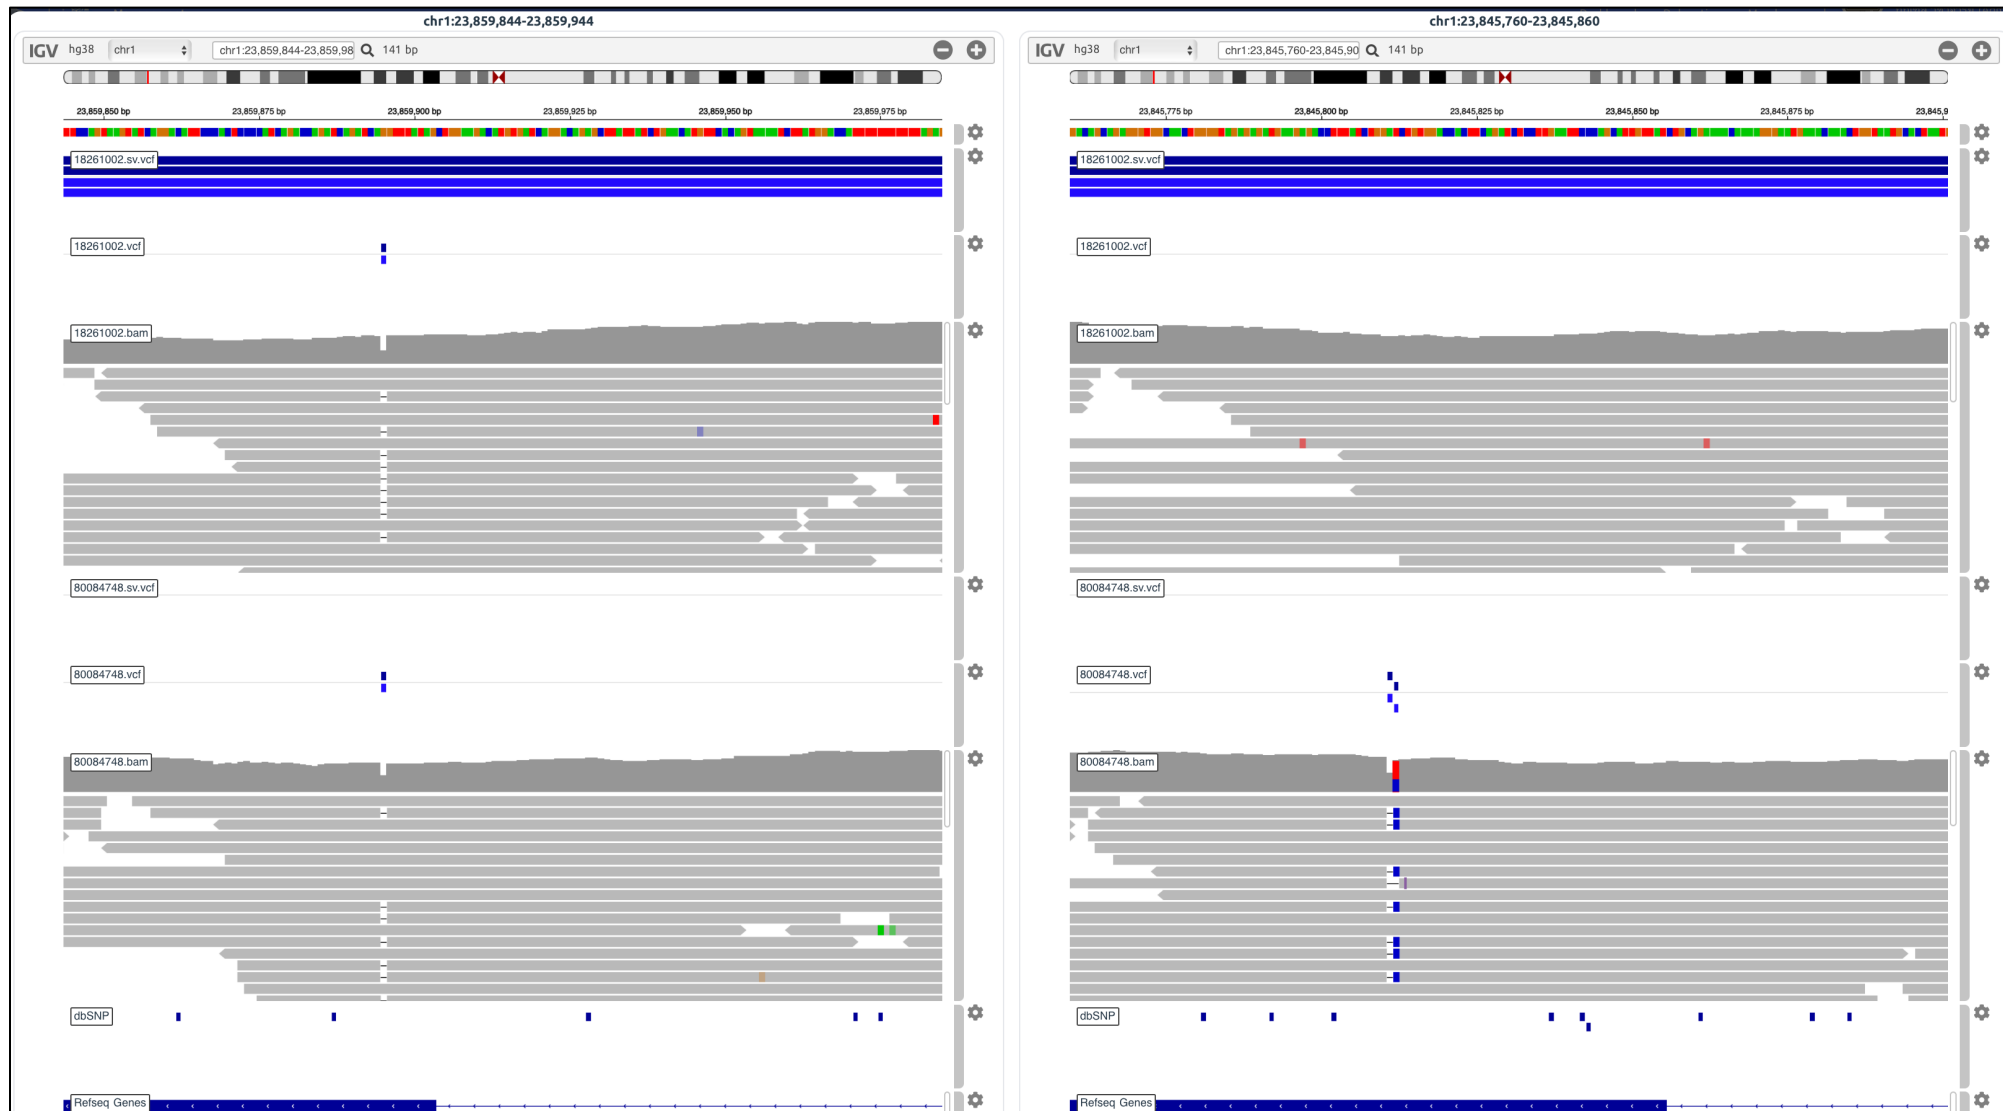 chr1:23,859,844-23,859,944
IGV hg38 chr1 chr1:23,859,844-23,859,98 141 bp
23,859,850 bp 23,859,875 bp 23,859,900 bp 23,859,925 bp 23,859,950 bp 23,859,975 bp
18261002.sv.vcf
18261002.vcf
18261002.bam
80084748.sv.vcf
80084748.vcf
80084748.bam
dbSNP
Refseq Genes
chr1:23,845,760-23,845,860
IGV hg38 chr1 chr1:23,845,760-23,845,90 141 bp
23,845,775 bp 23,845,800 bp 23,845,825 bp 23,845,850 bp 23,845,875 bp 23,845,9
18261002.sv.vcf
18261002.vcf
18261002.bam
80084748.sv.vcf
80084748.vcf
80084748.bam
dbSNP
Refseq Genes